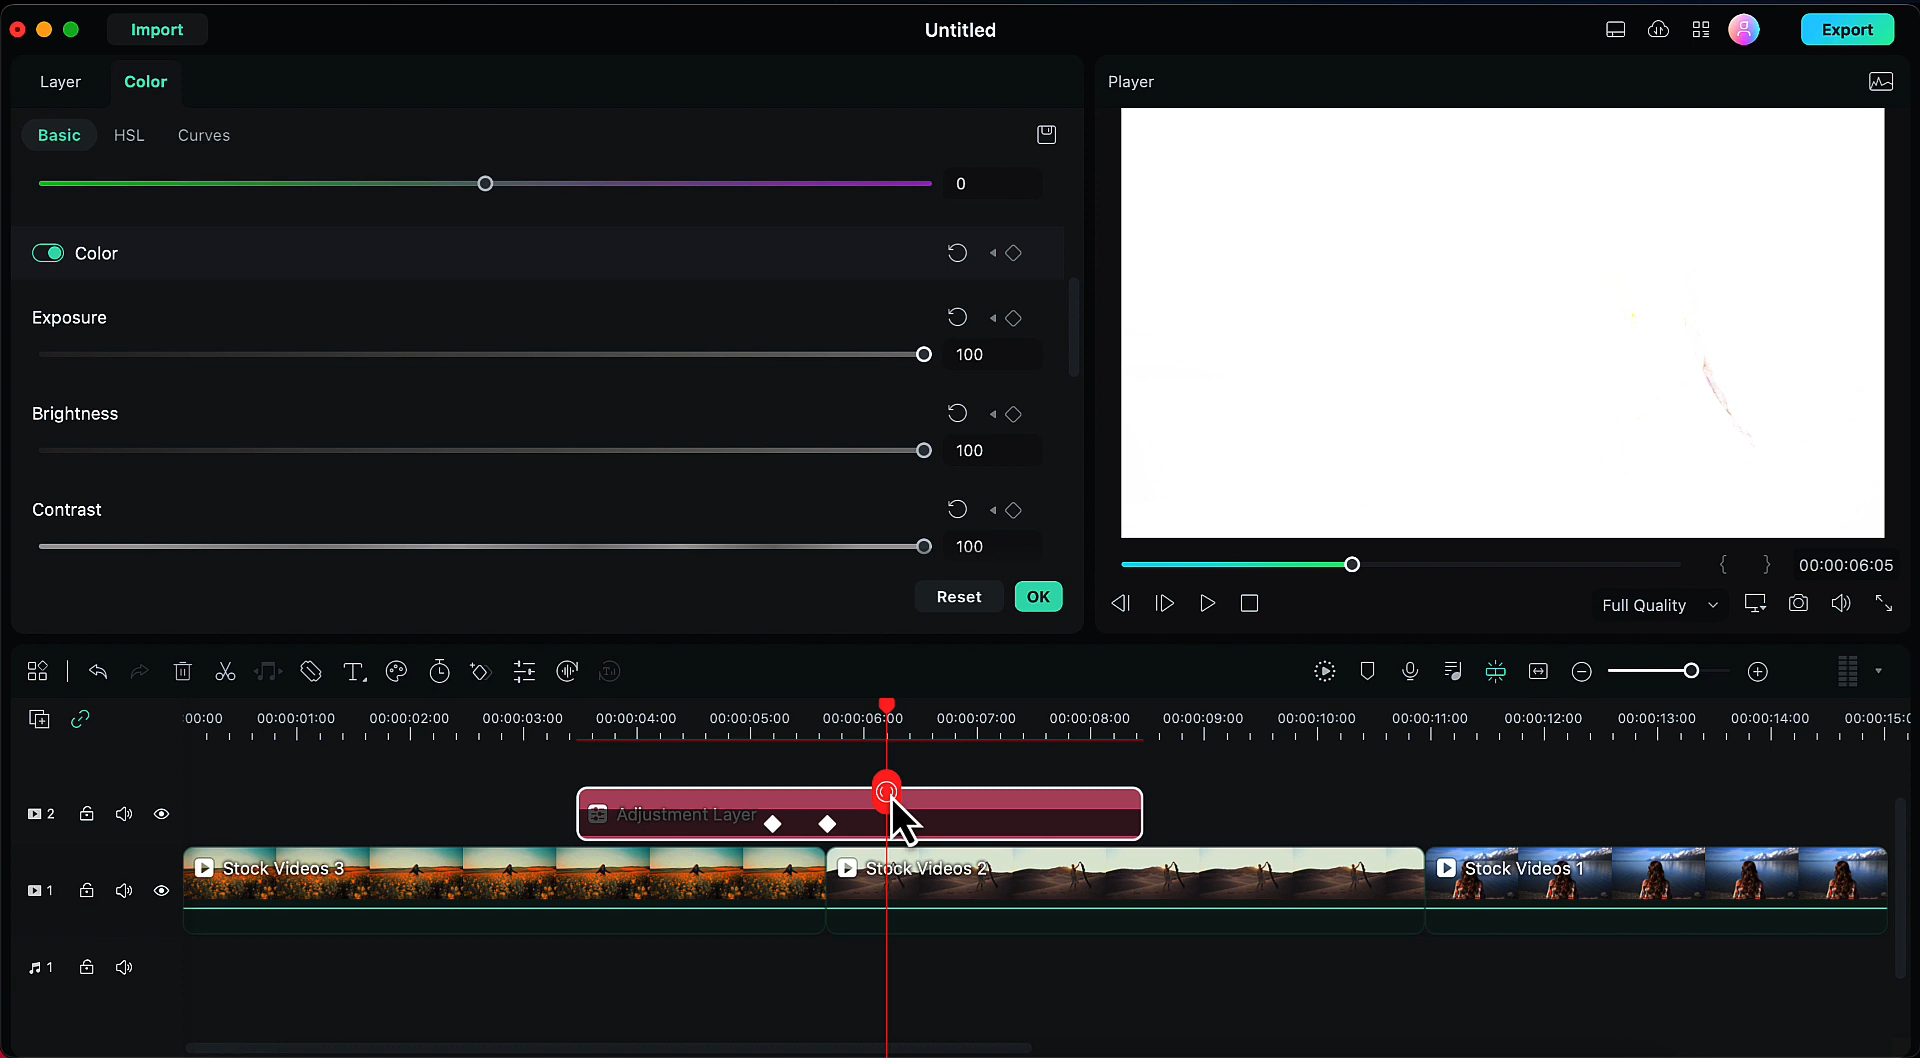 Import
Untitled
Export
Layer
Color
Player
Basic
HSL
Curves
0
Color
Exposure
100
Brightness
100
Contrast
100
Reset
OK
{ } 00:00:06:05
Full Quality
:00:00 00:00:01:00 00:00:02:00 00:00:03:00 00:00:04:00 00:00:05:00 00:00:06:00 00:00:07:00 00:00:08:00 00:00:09:00 00:00:10:00 00:00:11:00 00:00:12:00 00:00:13:00 00:00:14:00 00:00:15:0
2
Adjustment Layer
Stock Videos 3
Stock Videos 2
Stock Videos 1
1
1